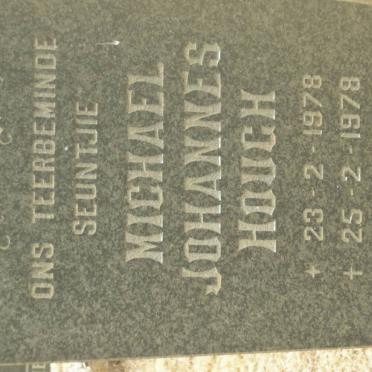 ONS TEERBEMINDE
SEUNTJIE
MICHAEL
JOHANNES
HOUGH
* 23-2-1978
+ 25-2-1978